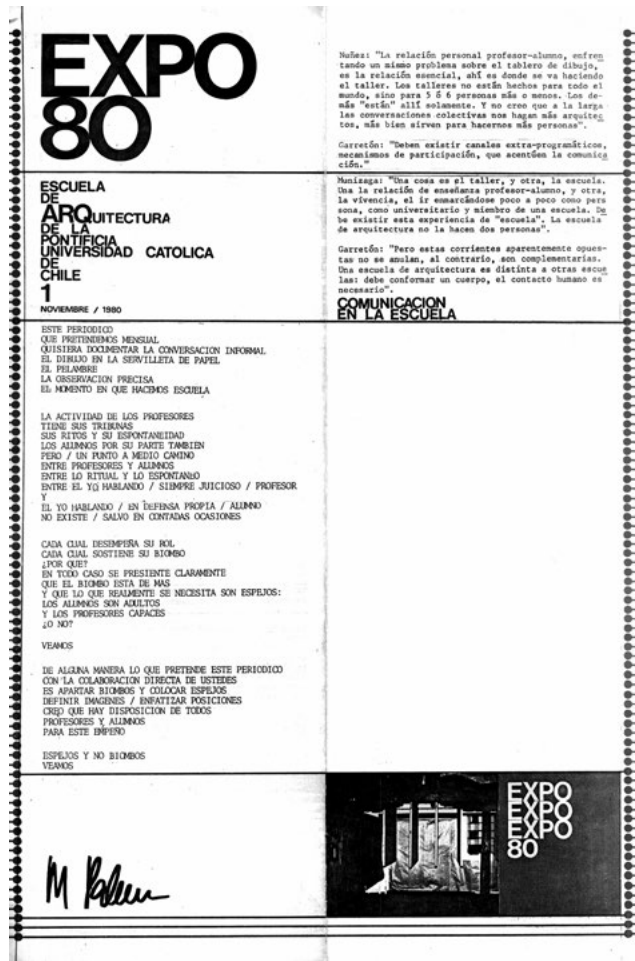 EXPO
80
ESCUELA
DE
ARQUITECTURA
DE LA
PONTIFICIA
UNIVERSIDAD CATOLICA
DE
CHILE
1
NOVIEMBRE / 1980
ESTE PERIODICO
QUE PRETENDEMOS MENSUAL
QUISIERA DOCUMENTAR LA CONVERSACION INFORMAL
EL DIBUJO EN LA SERVILLETA DE PAPEL
EL PELAMBRE
LA OBSERVACION PRECISA
EL MOMENTO EN QUE HACEMOS ESCUELA
LA ACTIVIDAD DE LOS PROFESORES
TIENE SUS TRIBUNAS
SUS RITOS Y SU ESPONTANEIDAD
LOS ALUMNOS POR SU PARTE TAMBIEN
PERO / UN PUNTO A MEDIO CAMINO
ENTRE PROFESORES Y ALUMNOS
ENTRE LO RITUAL Y LO ESPONTANEO
ENTRE EL YO HABLANDO / SIEMPRE JUICIOSO / PROFESOR
Y
EL YO HABLANDO / EN DEFENSA PROPIA / ALUMNO
NO EXISTE / SALVO EN CONTADAS OCASIONES
CADA CUAL DESEMPEÑA SU ROL
CADA CUAL SOSTIENE SU BIOMBO
¿POR QUE?
EN TODO CASO SE PRESIENTE CLARAMENTE
QUE EL BIOMBO ESTA DE MAS
Y QUE LO QUE REALMENTE SE NECESITA SON ESPEJOS:
LOS ALUMNOS SON ADULTOS
Y LOS PROFESORES CAPACES
¿O NO?
VEAMOS
DE ALGUNA MANERA LO QUE PRETENDE ESTE PERIODICO
CON LA COLABORACION DIRECTA DE USTEDES
ES APARTAR BIOMBOS Y COLOCAR ESPEJOS
DEFINIR IMAGENES / ENFATIZAR POSICIONES
CREO QUE HAY DISPOSICION DE TODOS
PROFESORES Y ALUMNOS
PARA ESTE EMPEÑO
ESPEJOS Y NO BIOMBOS
VEAMOS
Nuñez: "La relación personal profesor-alumno, enfren
tando un mismo problema sobre el tablero de dibujo,
es la relación esencial, ahí es donde se va haciendo
el taller. Los talleres no están hechos para todo el
mundo, sino para 5 ó 6 personas más o menos. Los de-
más "están" allí solamente. Y no creo que a la larga
las conversaciones colectivas nos hagan más arquitec
tos, más bien sirven para hacernos más personas".
Garretón: "Deben existir canales extra-programáticos,
mecanismos de participación, que acentúen la comunica
ción."
Munizaga: "Una cosa es el taller, y otra, la escuela.
Una la relación de enseñanza profesor-alumno, y otra,
la vivencia, el ir enmarcándose poco a poco como pers
sona, como universitario y miembro de una escuela. De
be existir esta experiencia de "escuela". La escuela
de arquitectura no la hacen dos personas".
Garretón: "Pero estas corrientes aparentemente opues-
tas no se anulan, al contrario, son complementarias.
Una escuela de arquitectura es distinta a otras escue
las: debe conformar un cuerpo, el contacto humano es
necesario".
COMUNICACION
EN LA ESCUELA
EXPO
EXPO
EXPO
80